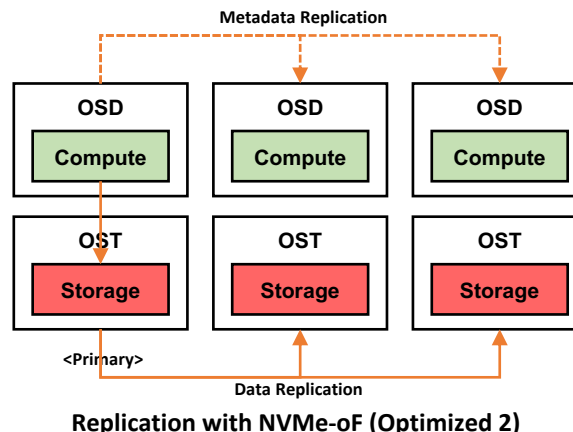 Metadata Replication
OSD OSD OSD
Compute Compute Compute
OST OST OST
Storage Storage Storage
<Primary>
Data Replication
Replication with NVMe-oF (Optimized 2)